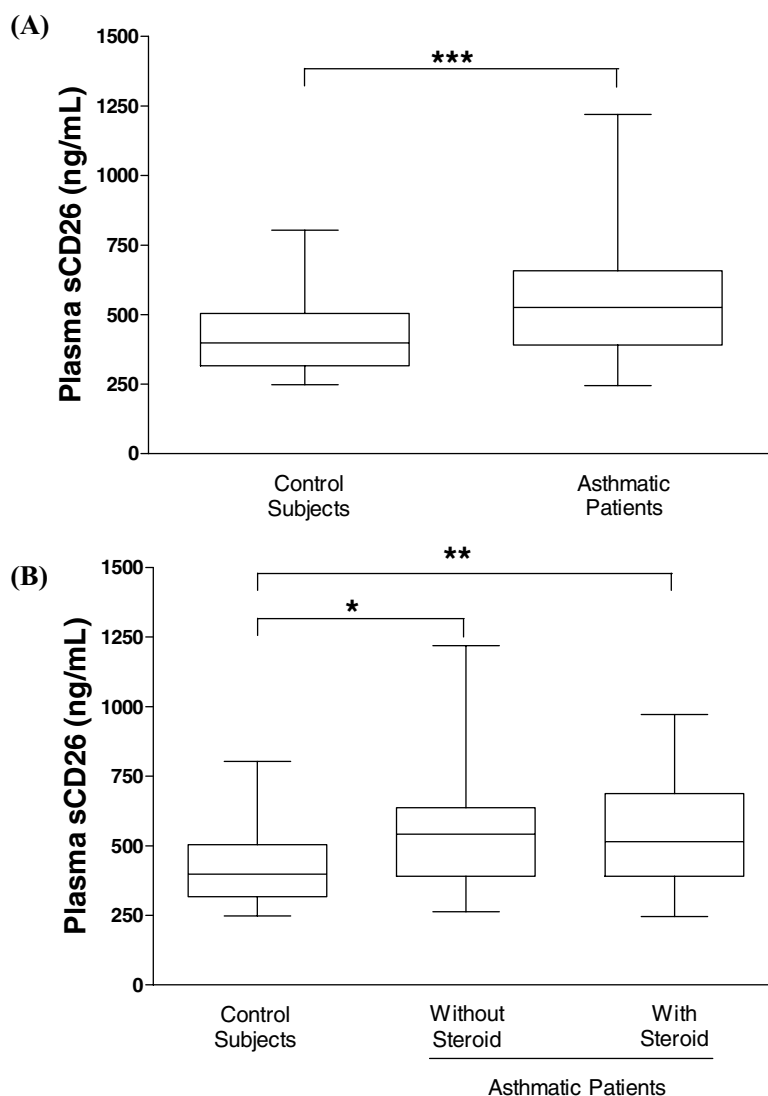 (A)
1500
1250
1000
750
500
250
0
Plasma sCD26 (ng/mL)
***
Control
Subjects
Asthmatic
Patients
(B)
1500
1250
1000
750
500
250
0
Plasma sCD26 (ng/mL)
**
*
Control
Subjects
Without
Steroid
With
Steroid
Asthmatic Patients